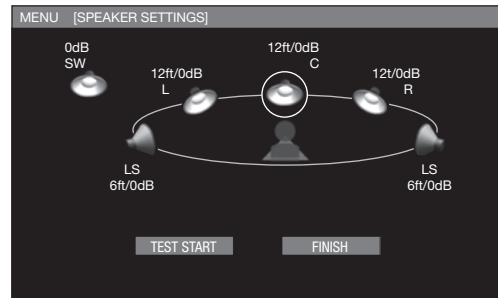 MENU [SPEAKER SETTINGS]
0dB
SW
12ft/0dB
L
12ft/0dB
C
12t/0dB
R
LS
6ft/0dB
LS
6ft/0dB
TEST START
FINISH